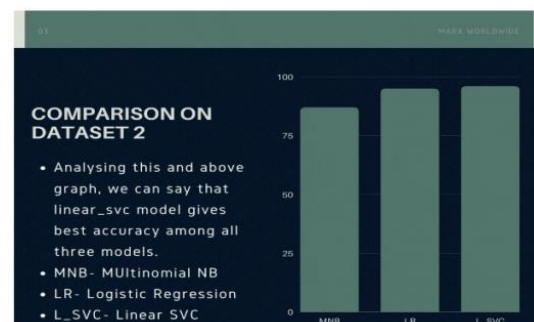 03
MARX WORLDWIDE
COMPARISON ON
DATASET 2
• Analysing this and above
graph, we can say that
linear_svc model gives
best accuracy among all
three models.
• MNB- MUltinomial NB
• LR- Logistic Regression
• L_SVC- Linear SVC
100
75
50
25
0
MNB
LR
L_SVC